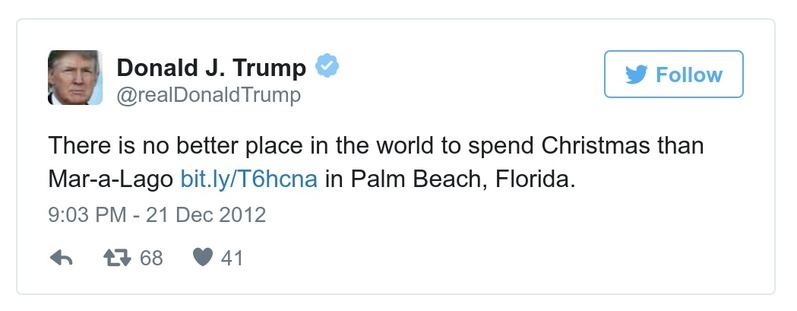 Donald J. Trump
@realDonaldTrump
Follow
There is no better place in the world to spend Christmas than
Mar-a-Lago bit.ly/T6hcna in Palm Beach, Florida.
9:03 PM - 21 Dec 2012
68 41